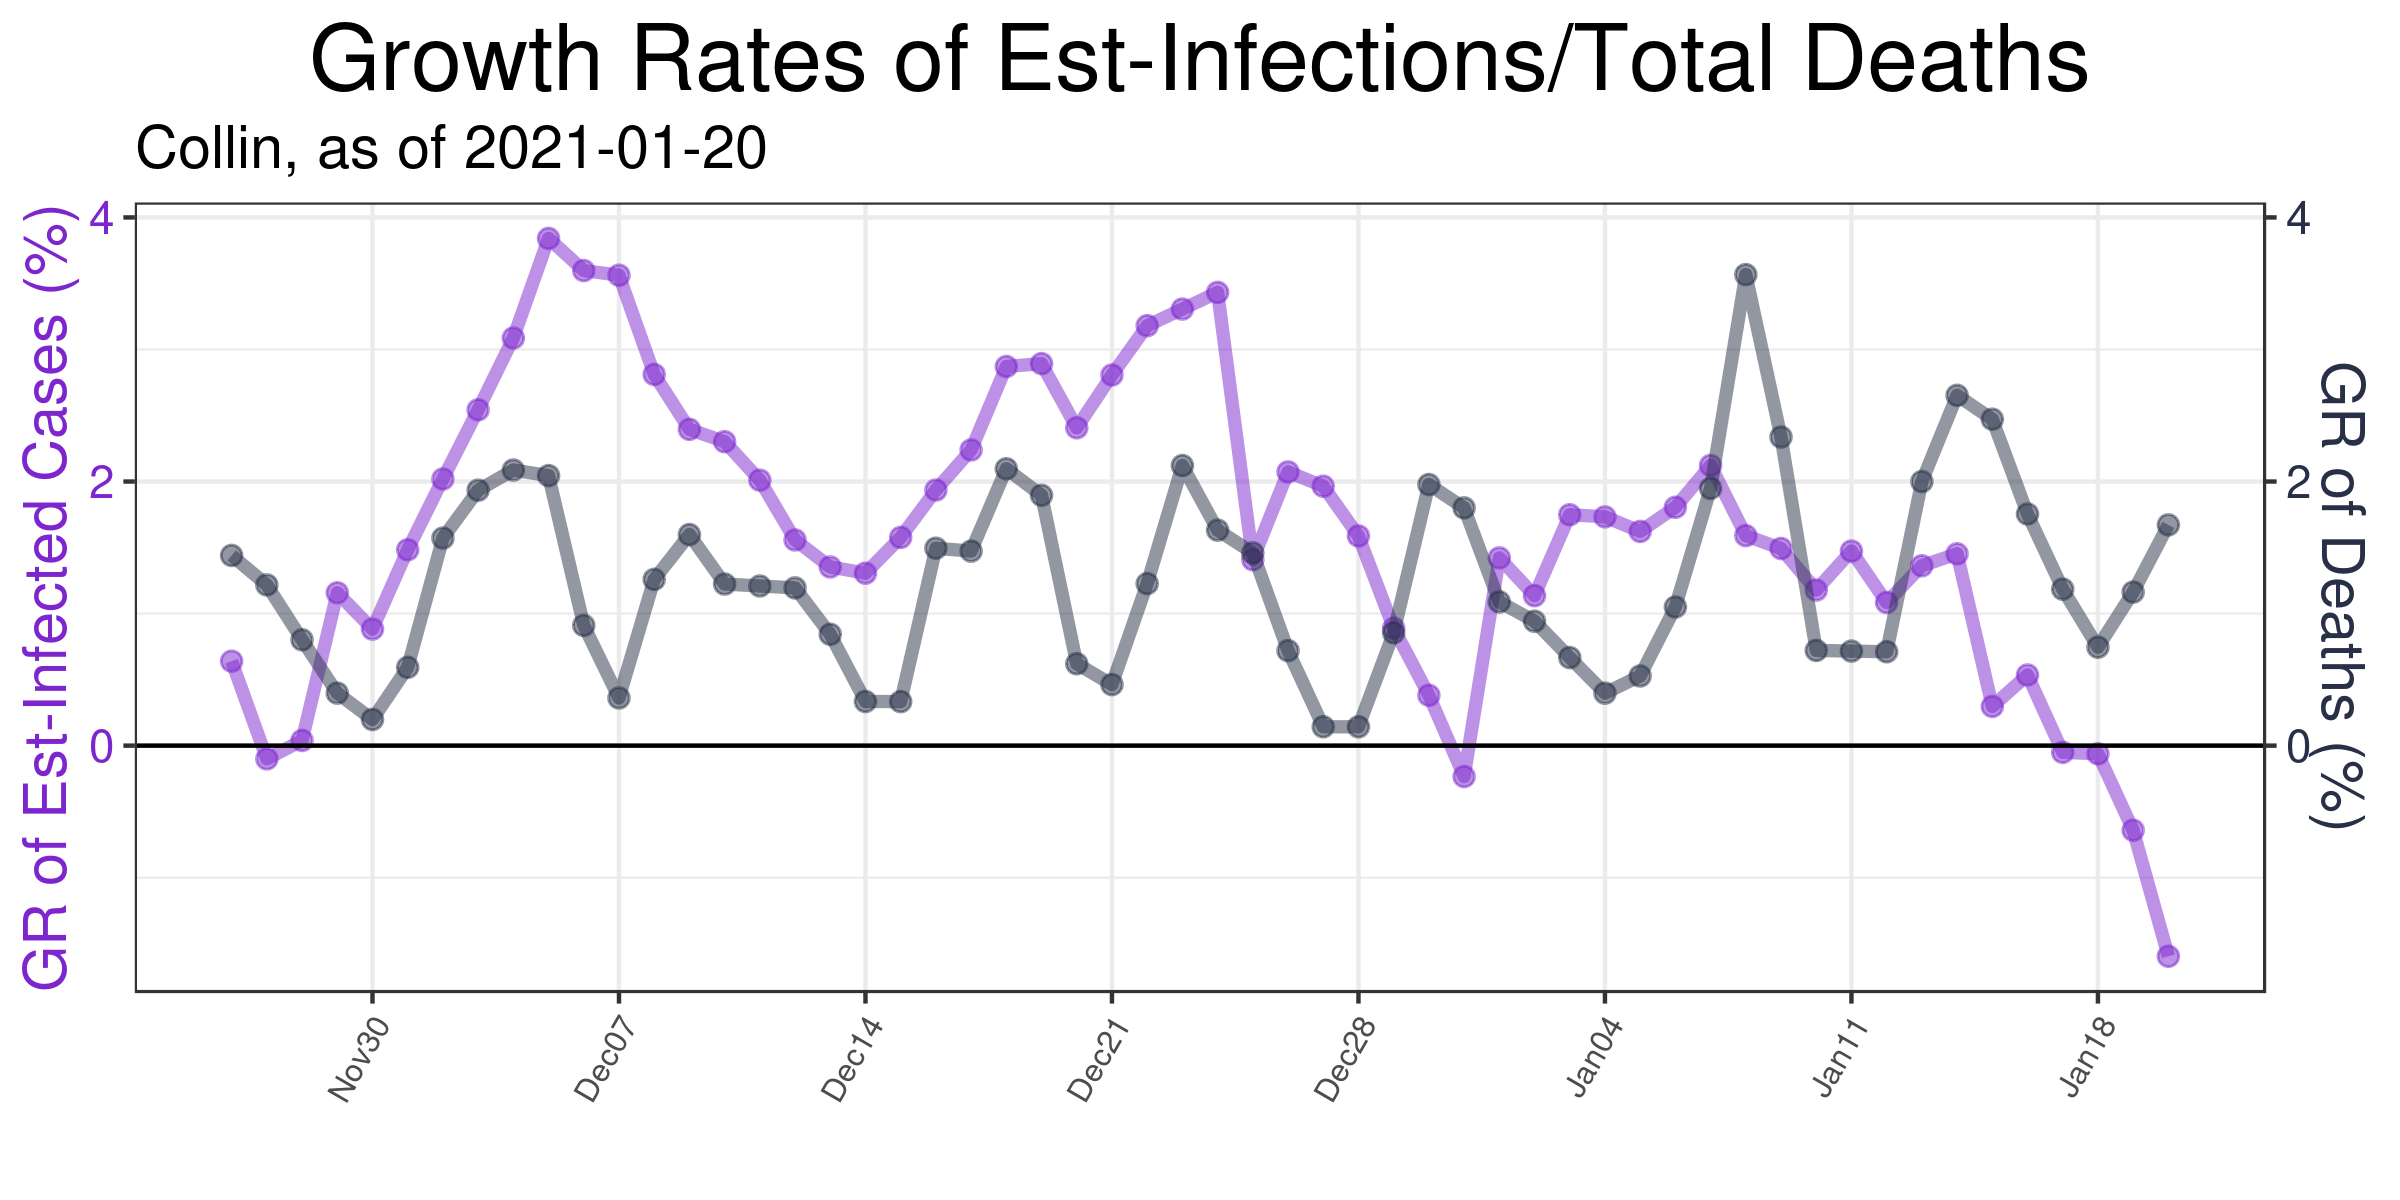 Growth Rates of Est-Infections/Total Deaths
Collin, as of 2021-01-20
GR of Est-Infected Cases (%)
4
2
0
4
2
0
GR of Deaths (%)
Nov30
Dec07
Dec14
Dec21
Dec28
Jan04
Jan11
Jan18